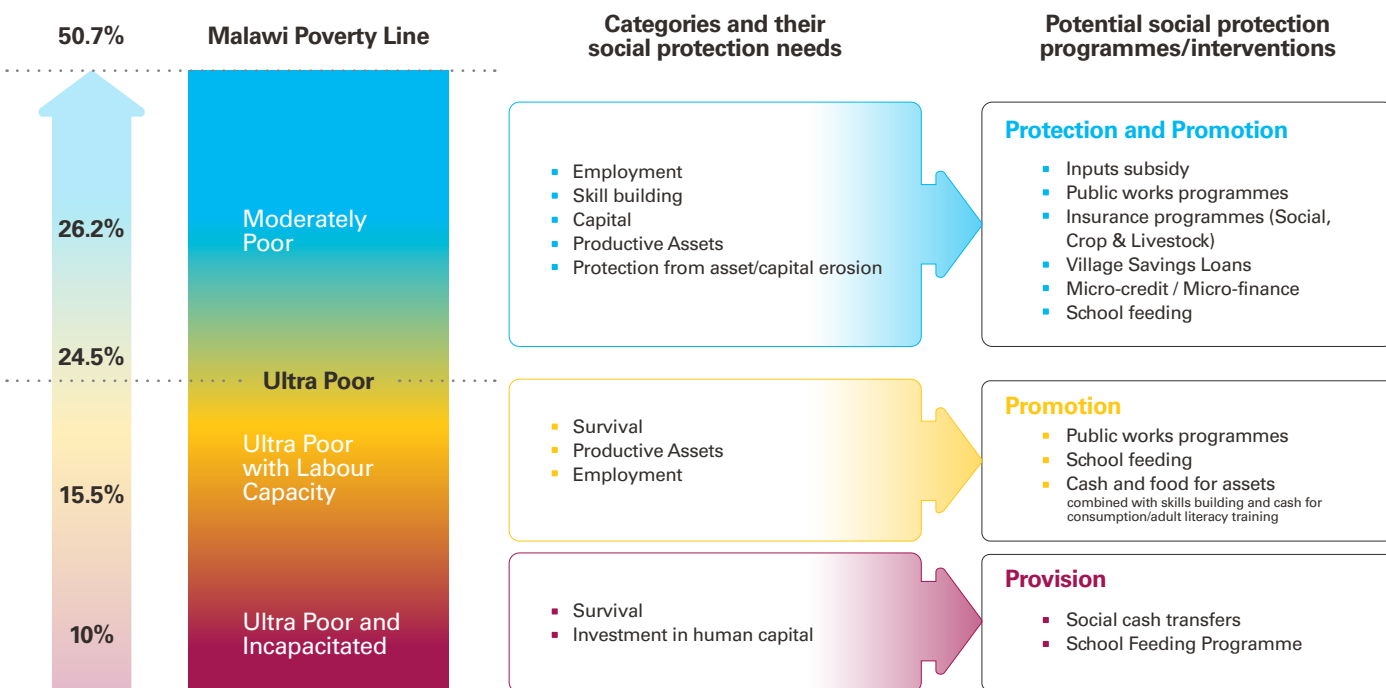 50.7%
Malawi Poverty Line
Categories and their
social protection needs
Potential social protection
programmes/interventions
26.2%
Moderately
Poor
24.5%
Ultra Poor
Ultra Poor
with Labour
Capacity
15.5%
Ultra Poor and
Incapacitated
10%
▪ Employment
▪ Skill building
▪ Capital
▪ Productive Assets
▪ Protection from asset/capital erosion
Protection and Promotion
▪ Inputs subsidy
▪ Public works programmes
▪ Insurance programmes (Social,
Crop & Livestock)
▪ Village Savings Loans
▪ Micro-credit / Micro-finance
▪ School feeding
▪ Survival
▪ Productive Assets
▪ Employment
Promotion
▪ Public works programmes
▪ School feeding
▪ Cash and food for assets
combined with skills building and cash for
consumption/adult literacy training
▪ Survival
▪ Investment in human capital
Provision
▪ Social cash transfers
▪ School Feeding Programme